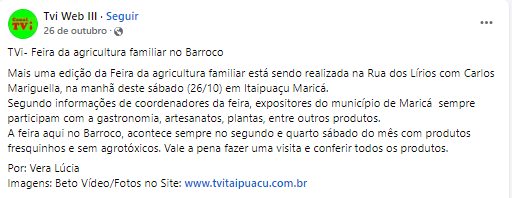 Canal
TVi
Tvi Web III · Seguir
26 de outubro ·
TVi- Feira da agricultura familiar no Barroco
Mais uma edição da Feira da agricultura familiar está sendo realizada na Rua dos Lírios com Carlos
Mariguella, na manhã deste sábado (26/10) em Itaipuaçu Maricá.
Segundo informações de coordenadores da feira, expositores do município de Maricá sempre
participam com a gastronomia, artesanatos, plantas, entre outros produtos.
A feira aqui no Barroco, acontece sempre no segundo e quarto sábado do mês com produtos
fresquinhos e sem agrotóxicos. Vale a pena fazer uma visita e conferir todos os produtos.
Por: Vera Lúcia
Imagens: Beto Vídeo/Fotos no Site: www.tvitaipuacu.com.br